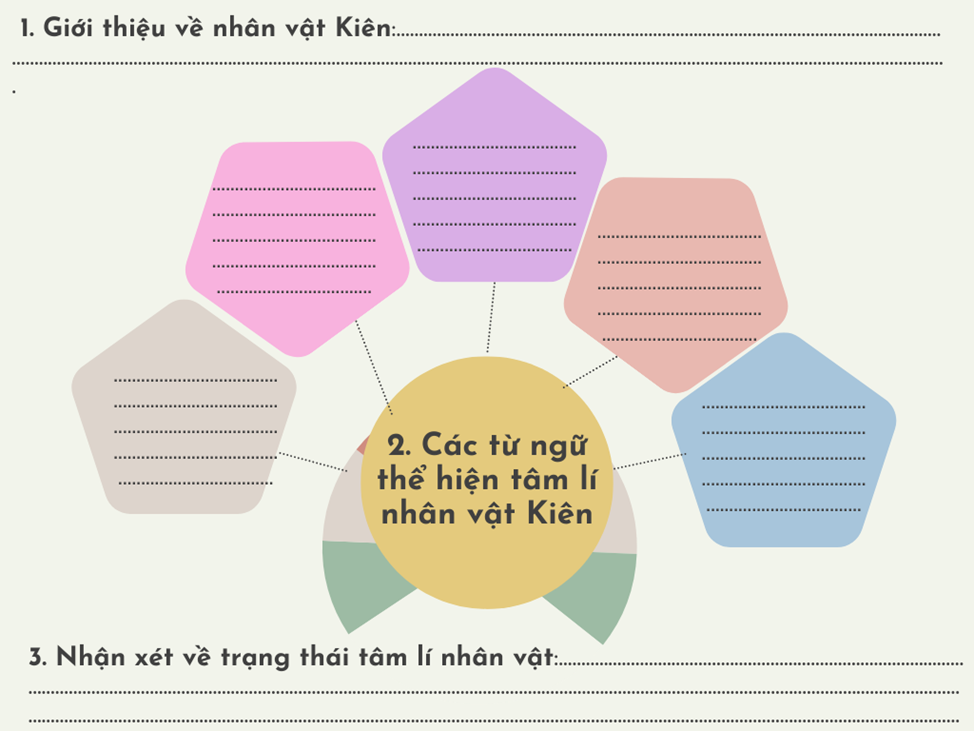 1. Giới thiệu về nhân vật Kiên:
2. Các từ ngữ
thể hiện tâm lí
nhân vật Kiên
3. Nhận xét về trạng thái tâm lí nhân vật: